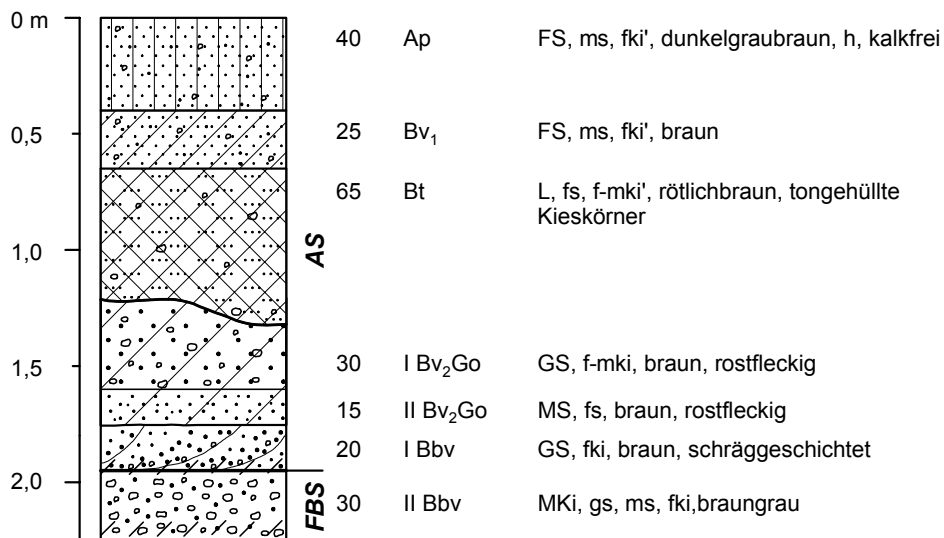 0 m
40 Ap FS, ms, fki', dunkelgraubraun, h, kalkfrei
0,5
25 Bv₁ FS, ms, fki', braun
65 Bt L, fs, f-mki', rötlichbraun, tongehüllte
Kieskörner
1,0
AS
1,5
30 I Bv₂Go GS, f-mki, braun, rostfleckig
15 II Bv₂Go MS, fs, braun, rostfleckig
20 I Bbv GS, fki, braun, schräggeschichtet
2,0
FBS
30 II Bbv MKi, gs, ms, fki,braungrau